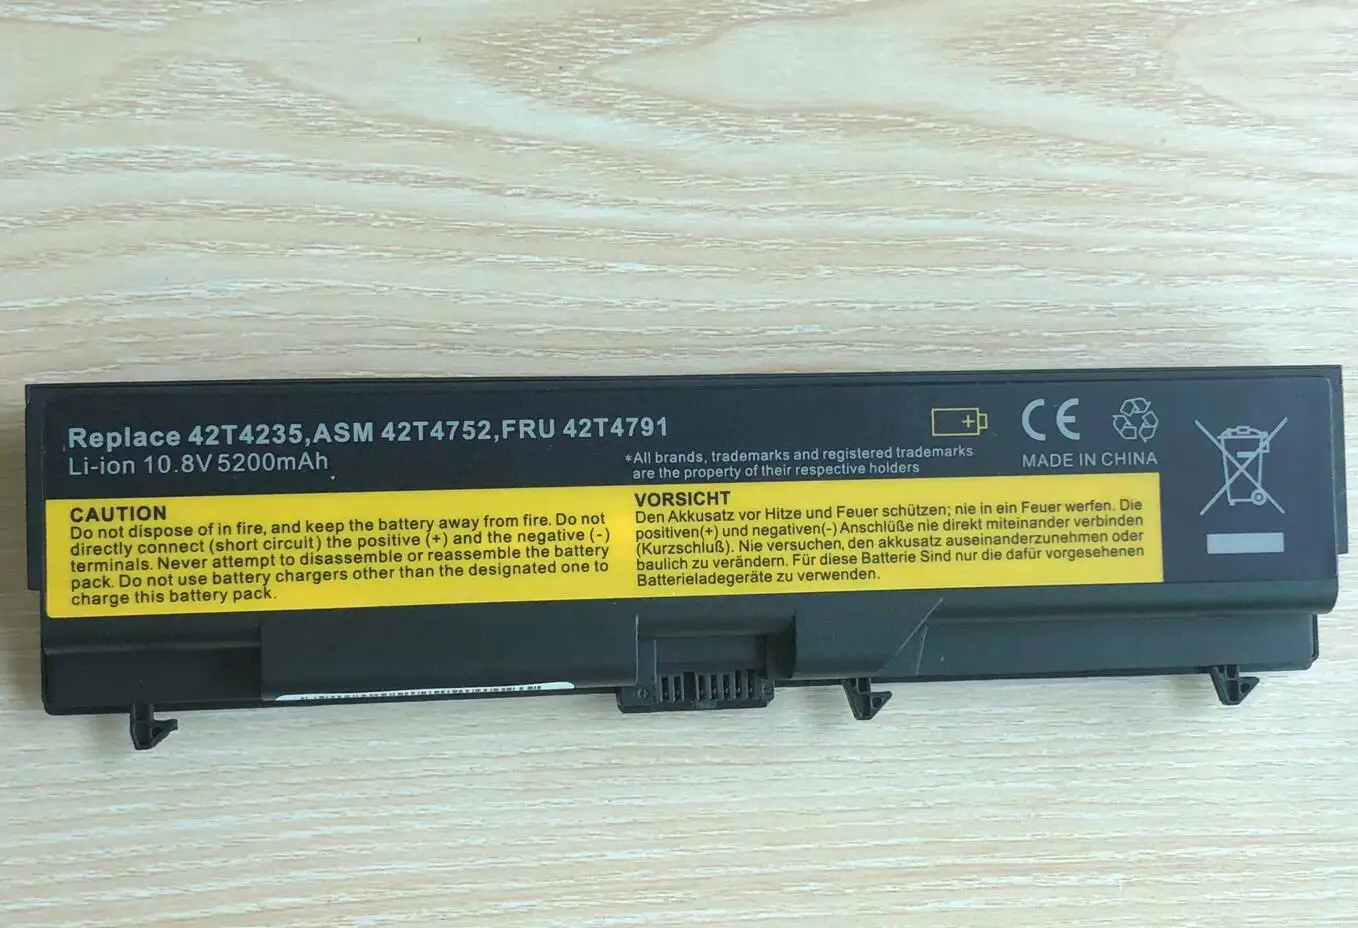 Replace 42T4235,ASM 42T4752,FRU 42T4791
Li-ion 10.8V 5200mAh
*All brands, trademarks and registered trademarks
are the property of their respective holders
CE
MADE IN CHINA
CAUTION
Do not dispose of in fire, and keep the battery away from fire. Do not
directly connect (short circuit) the positive (+) and the negative (-)
terminals. Never attempt to disassemble or reassemble the battery
pack. Do not use battery chargers other than the designated one to
charge this battery pack.
VORSICHT
Den Akkusatz vor Hitze und Feuer schützen; nie in ein Feuer werfen. Die
positiven(+) und negativen(-) Anschlüße nie direkt miteinander verbinden
(Kurzschluß). Nie versuchen, den akkusatz auseinanderzunehmen oder
baulich zu verändern. Für diese Batterie Sind nur die dafür vorgesehenen
Batterieladegeräte zu verwenden.